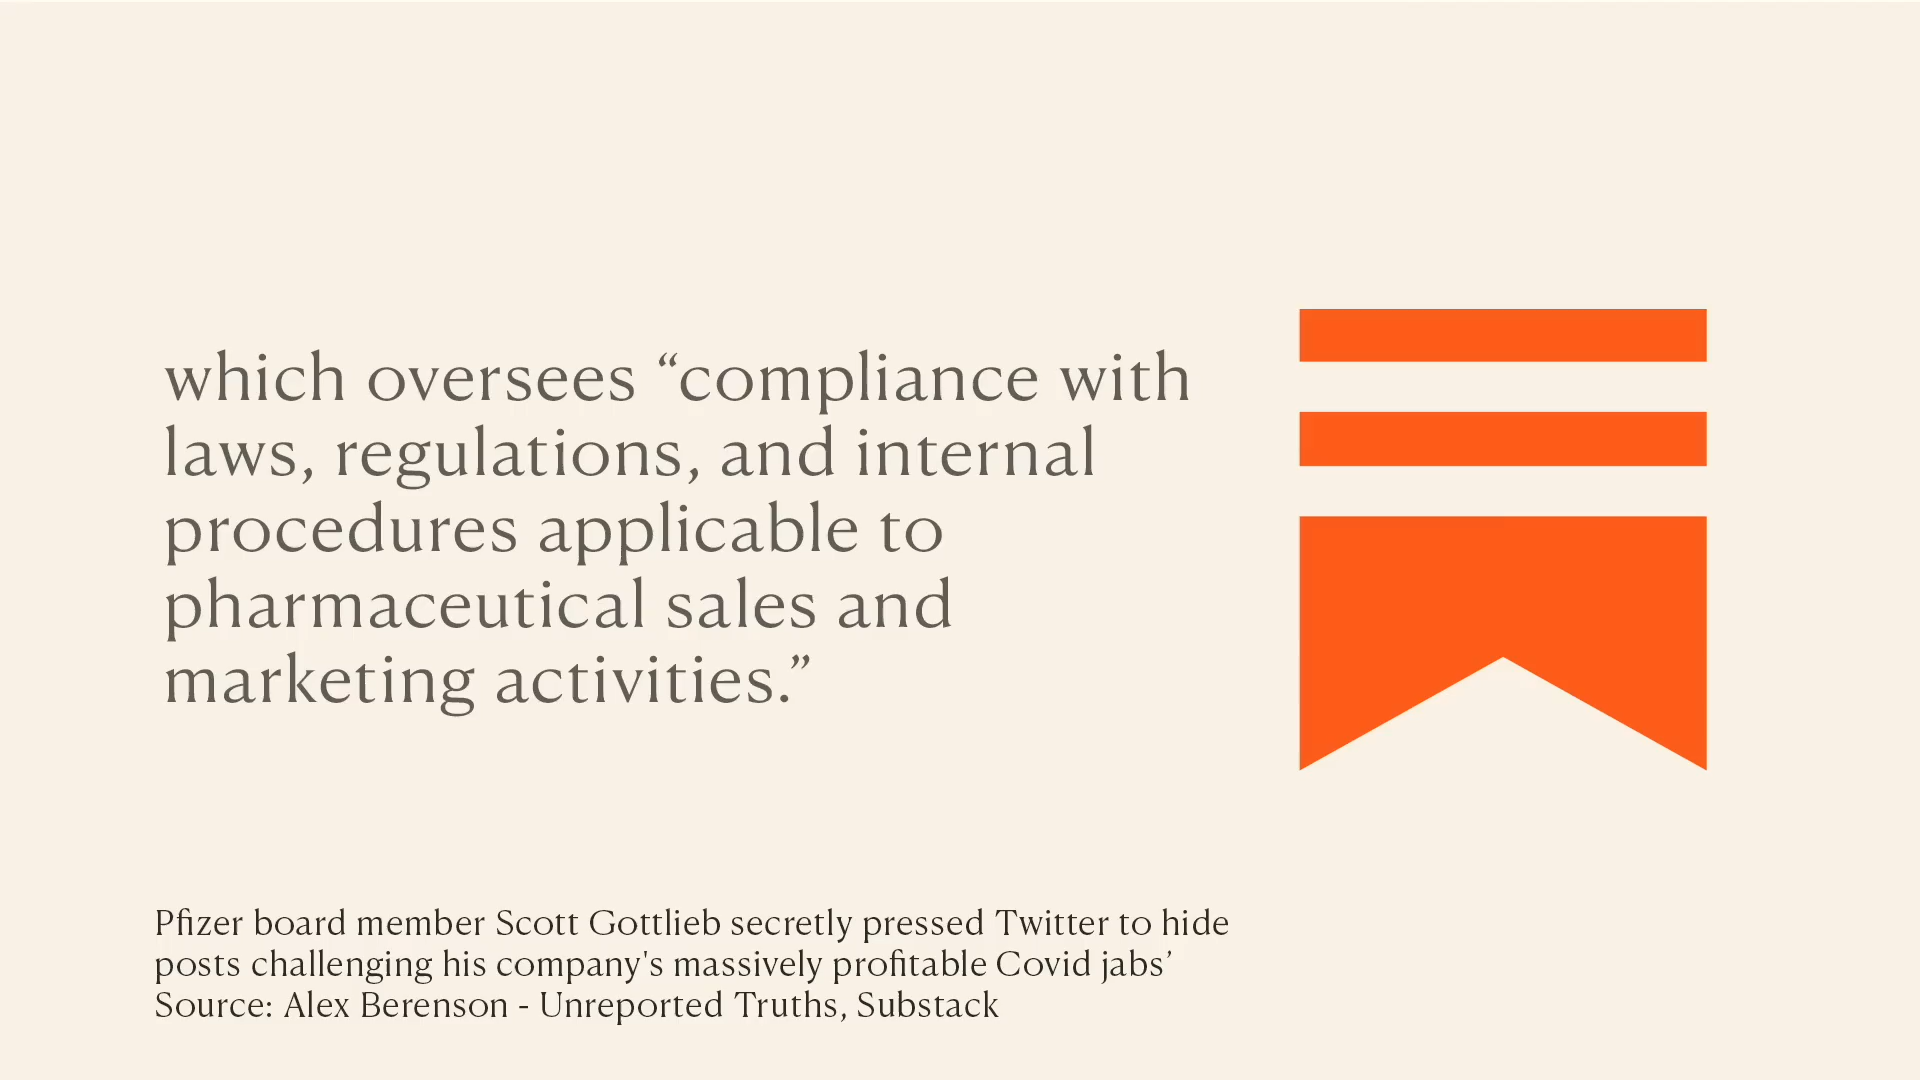 which oversees “compliance with
laws, regulations, and internal
procedures applicable to
pharmaceutical sales and
marketing activities.”
Pfizer board member Scott Gottlieb secretly pressed Twitter to hide
posts challenging his company's massively profitable Covid jabs’
Source: Alex Berenson - Unreported Truths, Substack